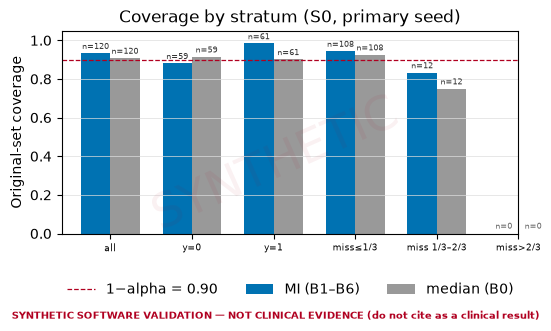 Coverage by stratum (S0, primary seed)
Original-set coverage
1.0
0.8
0.6
0.4
0.2
0.0
n=120
n=120
n=59
n=59
n=61
n=61
n=108
n=108
n=12
n=12
n=0
n=0
SYNTHETIC
all
y=0
y=1
miss≤1/3
miss 1/3–2/3
miss>2/3
1−alpha = 0.90
MI (B1–B6)
median (B0)
SYNTHETIC SOFTWARE VALIDATION — NOT CLINICAL EVIDENCE (do not cite as a clinical result)